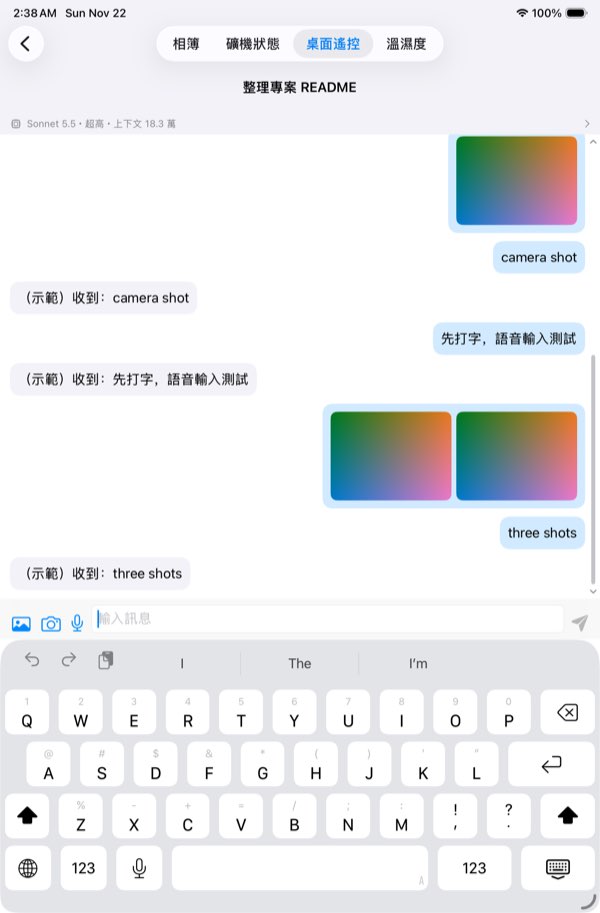 2:38 AM Sun Nov 22 100%
相簿 礦機狀態 桌面遙控 溫濕度
整理專案 README
Sonnet 5.5・超高・上下文 18.3 萬
camera shot
（示範）收到：camera shot
先打字，語音輸入測試
（示範）收到：先打字，語音輸入測試
three shots
（示範）收到：three shots
輸入訊息
I The I'm
1 2 3 4 5 6 7 8 9 0
Q W E R T Y U I O P
@ # $ & * ( ) ' "
A S D F G H J K L
% - + = / ; : ! ?
Z X C V B N M , .
123 123
A